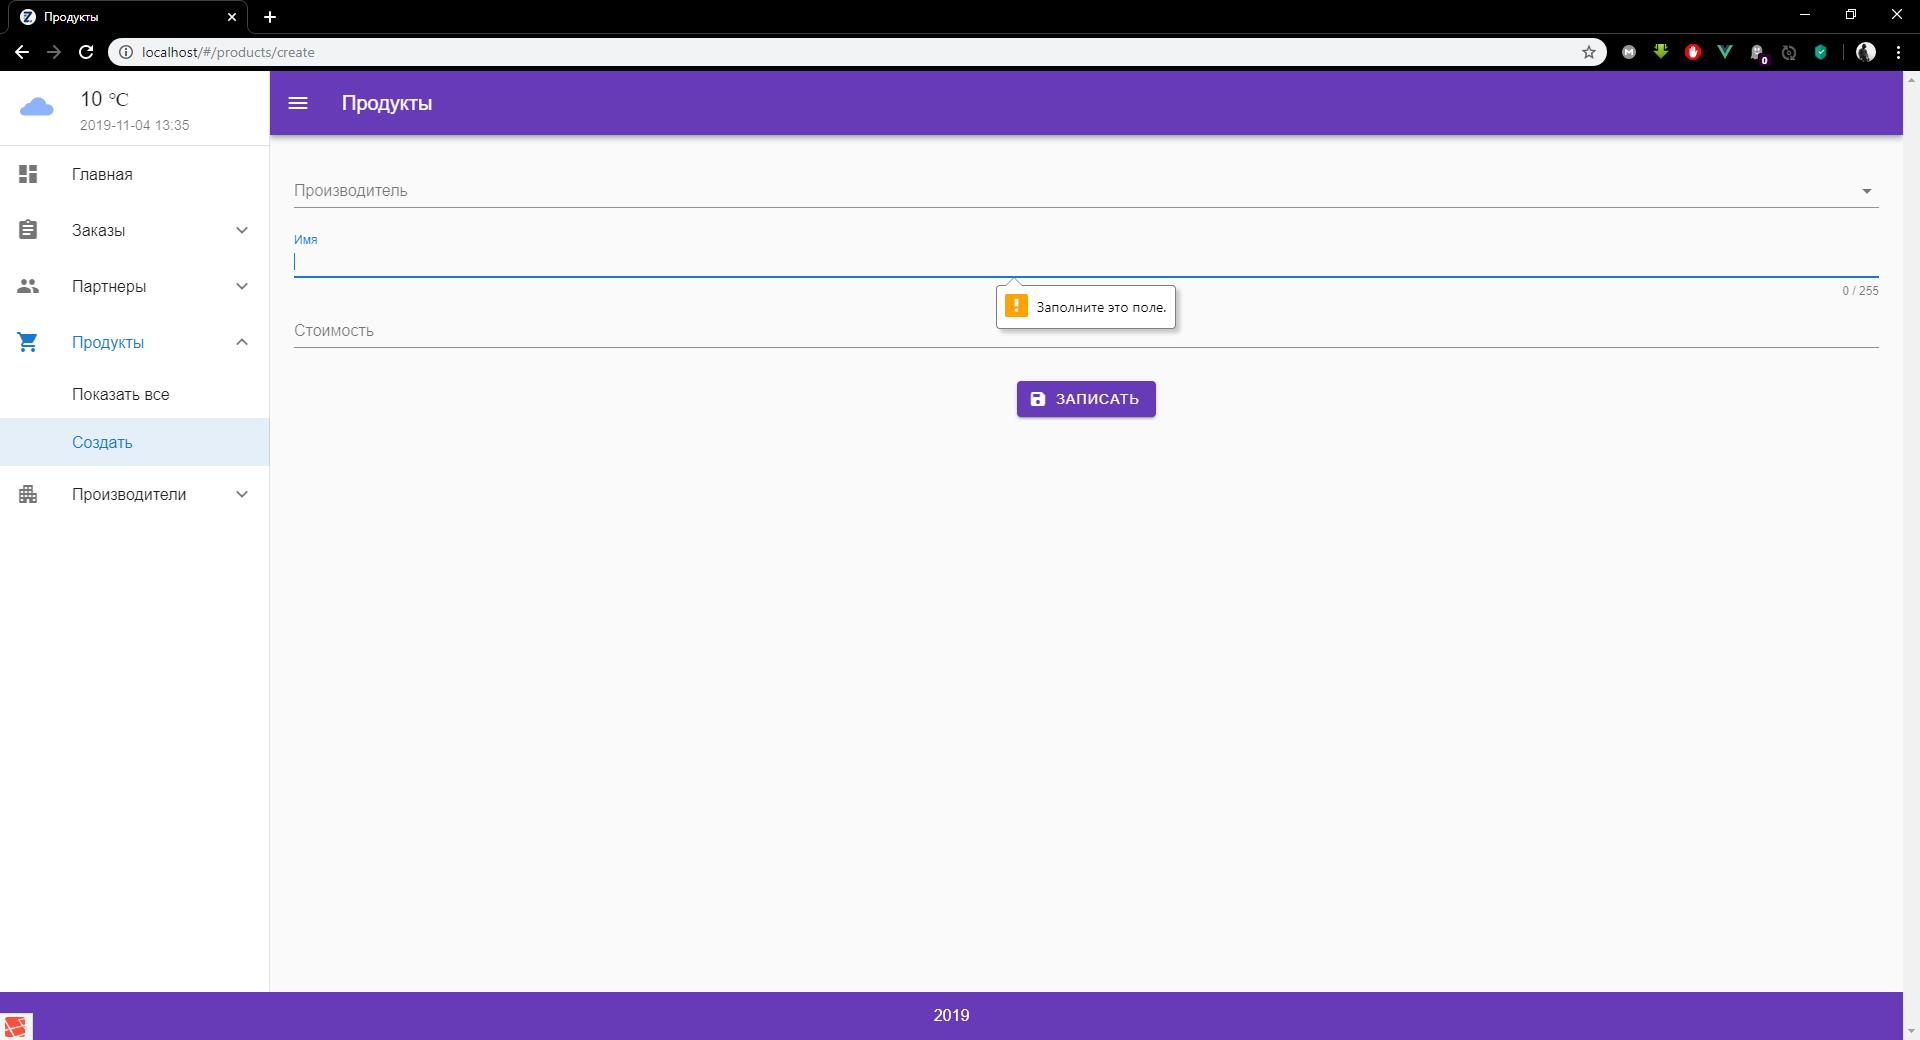 Продукты
localhost/#/products/create
0
10 °C
2019-11-04 13:35
Главная
Заказы
Партнеры
Продукты
Показать все
Создать
Производители
Продукты
Производитель
Имя
0 / 255
Заполните это поле.
Стоимость
ЗАПИСАТЬ
2019